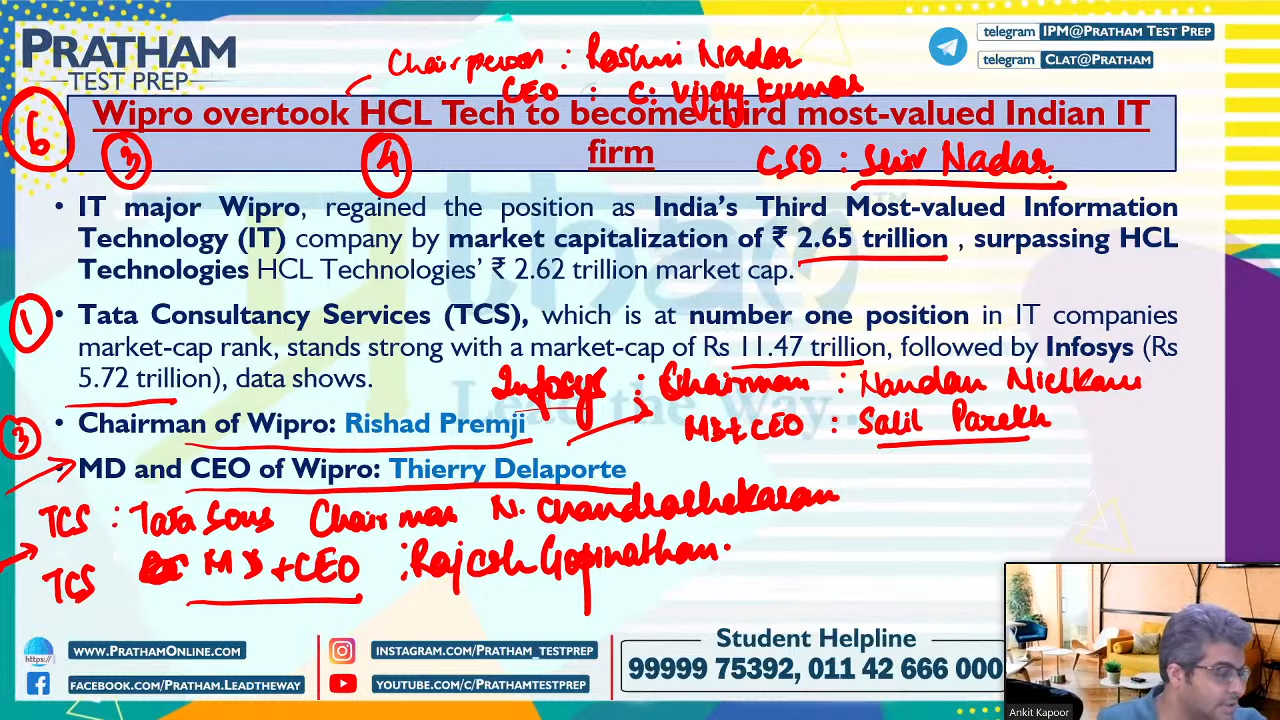 PRATHAM
TEST PREP
telegram IPM@PRATHAM TEST PREP
telegram CLAT@PRATHAM
Chairperson : Roshni Nadar
CEO : C. Vijay Kumar
6
Wipro overtook HCL Tech to become third most-valued Indian IT
firm
3
4
CSO : Shiv Nadar
• IT major Wipro, regained the position as India's Third Most-valued Information
Technology (IT) company by market capitalization of ₹ 2.65 trillion , surpassing HCL
Technologies HCL Technologies' ₹ 2.62 trillion market cap.
1
• Tata Consultancy Services (TCS), which is at number one position in IT companies
market-cap rank, stands strong with a market-cap of Rs 11.47 trillion, followed by Infosys (Rs
5.72 trillion), data shows.
Infosys : Chairman : Nandan Nilekani
MD + CEO : Salil Parekh
3
• Chairman of Wipro: Rishad Premji
• MD and CEO of Wipro: Thierry Delaporte
TCS : Tata Sons Chairman N. Chandrashekaran
TCS MD + CEO : Rajesh Gopinathan.
Lead the Way..
https://
WWW.PRATHAMONLINE.COM
FACEBOOK.COM/PRATHAM.LEADTHEWAY
INSTAGRAM.COM/PRATHAM_TESTPREP
YOUTUBE.COM/C/PRATHAMTESTPREP
Student Helpline
99999 75392, 011 42 666 000
Ankit Kapoor